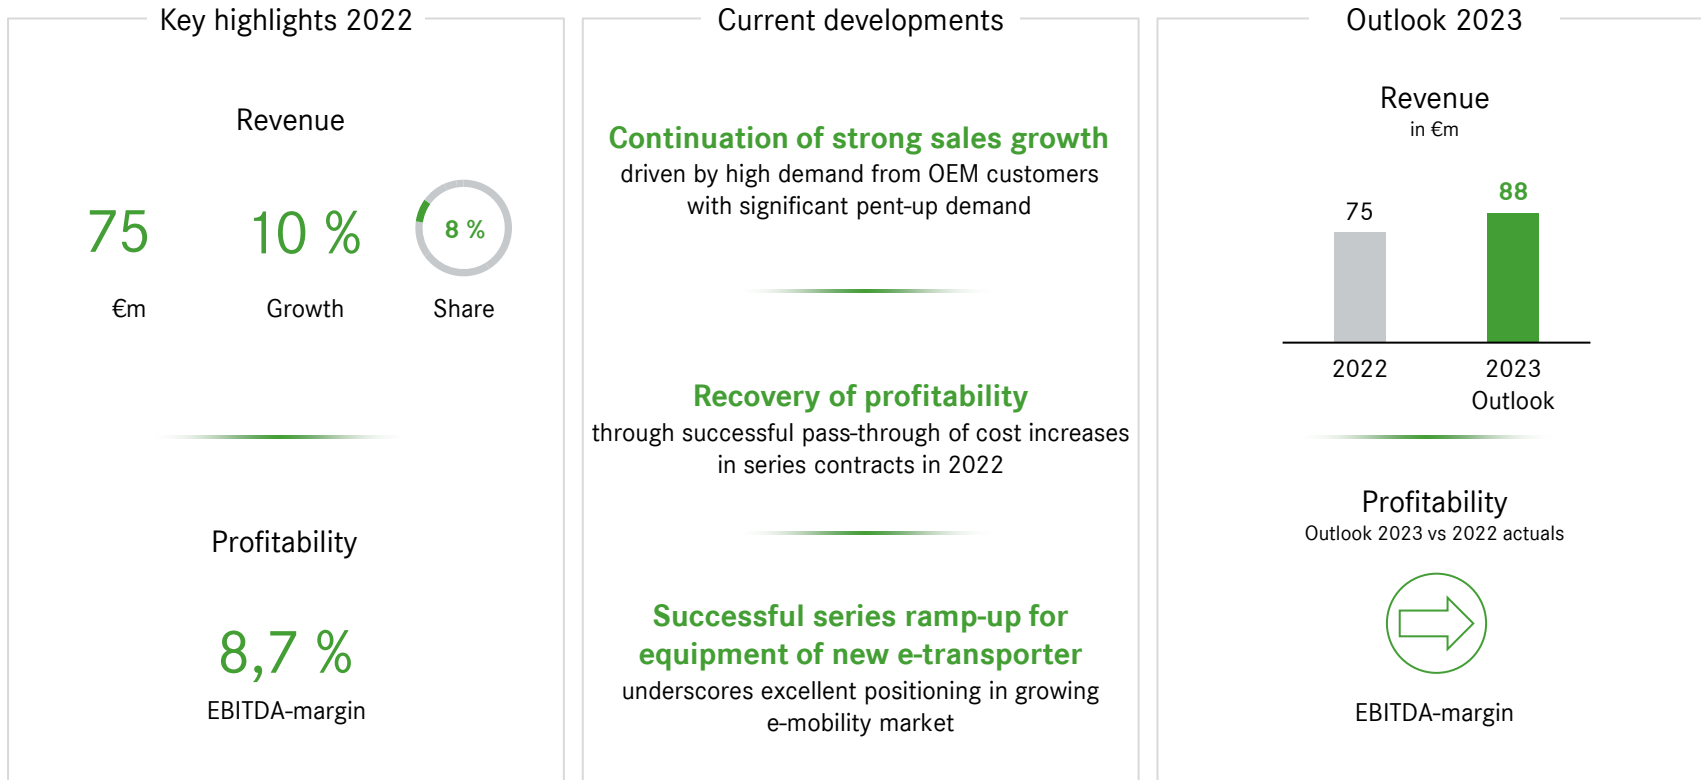 Key highlights 2022
Revenue
75
10 %
8 %
€m
Growth
Share
Profitability
8,7 %
EBITDA-margin
Current developments
Continuation of strong sales growth
driven by high demand from OEM customers
with significant pent-up demand
Recovery of profitability
through successful pass-through of cost increases
in series contracts in 2022
Successful series ramp-up for
equipment of new e-transporter
underscores excellent positioning in growing
e-mobility market
Outlook 2023
Revenue
in €m
75
88
2022
2023
Outlook
Profitability
Outlook 2023 vs 2022 actuals
EBITDA-margin